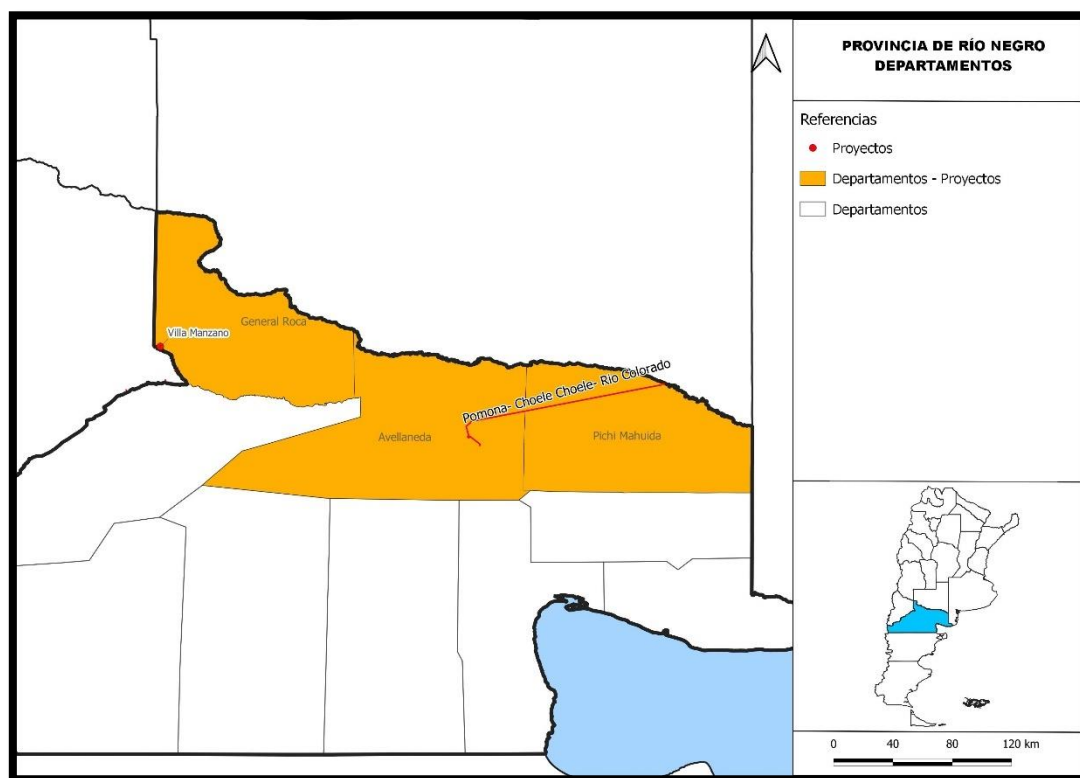 PROVINCIA DE RÍO NEGRO
DEPARTAMENTOS
Referencias
Proyectos
Departamentos - Proyectos
Departamentos
General Roca
Villa Manzano
Pomona- Choele Choele- Rio Colorado
Avellaneda
Pichi Mahuida
0 40 80 120 km